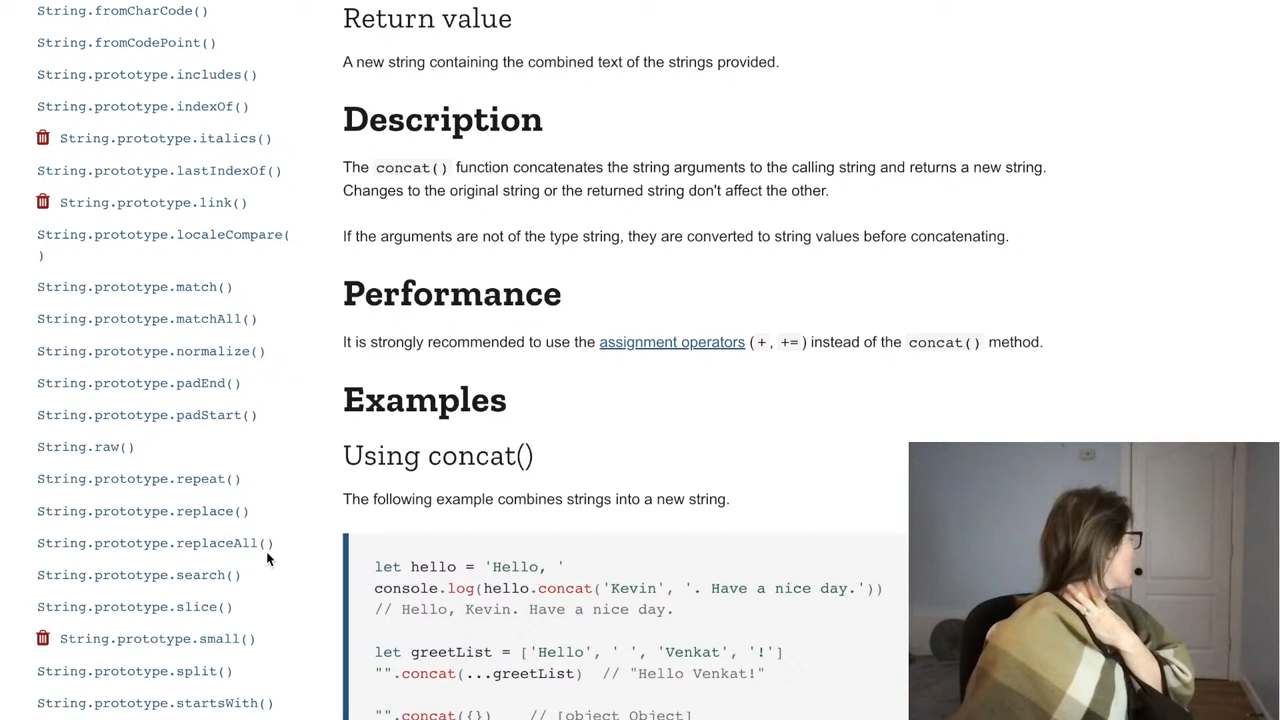 String.fromCharCode()
String.fromCodePoint()
String.prototype.includes()
String.prototype.indexOf()
String.prototype.italics()
String.prototype.lastIndexOf()
String.prototype.link()
String.prototype.localeCompare(
)
String.prototype.match()
String.prototype.matchAll()
String.prototype.normalize()
String.prototype.padEnd()
String.prototype.padStart()
String.raw()
String.prototype.repeat()
String.prototype.replace()
String.prototype.replaceAll()
String.prototype.search()
String.prototype.slice()
String.prototype.small()
String.prototype.split()
String.prototype.startsWith()
Return value
A new string containing the combined text of the strings provided.
Description
The concat() function concatenates the string arguments to the calling string and returns a new string.
Changes to the original string or the returned string don't affect the other.
If the arguments are not of the type string, they are converted to string values before concatenating.
Performance
It is strongly recommended to use the assignment operators (+, +=) instead of the concat() method.
Examples
Using concat()
The following example combines strings into a new string.
let hello = 'Hello, '
console.log(hello.concat('Kevin', '. Have a nice day.'))
// Hello, Kevin. Have a nice day.
let greetList = ['Hello', ' ', 'Venkat', '!']
"".concat(...greetList)  // "Hello Venkat!"
"".concat({})    // [object Object]